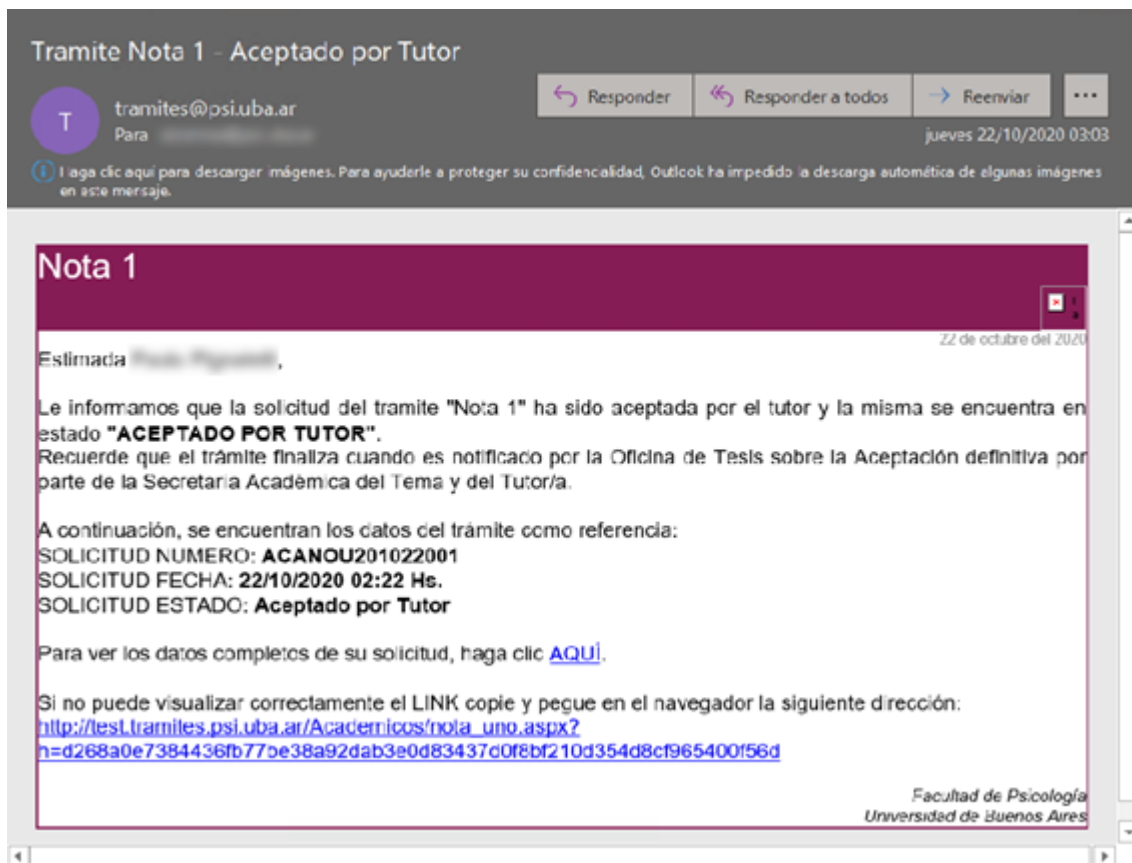 Tramite Nota 1 - Aceptado por Tutor
T
tramites@psi.uba.ar
Para
Responder
Responder a todos
Reenviar
...
jueves 22/10/2020 03:03
Haga clic aquí para descargar imágenes. Para ayudarle a proteger su confidencialidad, Outlook ha impedido la descarga automática de algunas imágenes
en este mensaje.
Nota 1
22 de octubre del 2020
Estimada ,
Le informamos que la solicitud del tramite "Nota 1" ha sido aceptada por el tutor y la misma se encuentra en
estado "ACEPTADO POR TUTOR".
Recuerde que el trámite finaliza cuando es notificado por la Oficina de Tesis sobre la Aceptación definitiva por
parte de la Secretaría Académica del Tema y del Tutor/a.
A continuación, se encuentran los datos del trámite como referencia:
SOLICITUD NUMERO: ACANOU201022001
SOLICITUD FECHA: 22/10/2020 02:22 Hs.
SOLICITUD ESTADO: Aceptado por Tutor
Para ver los datos completos de su solicitud, haga clic AQUÍ.
Si no puede visualizar correctamente el LINK copie y pegue en el navegador la siguiente dirección:
http://test.tramites.psi.uba.ar/Academicos/nota_uno.aspx?
h=d268a0e7384436fb77be38a92dab3e0d83437d0f8bf210d354d8cf965400f56d
Facultad de Psicología
Universidad de Buenos Aires